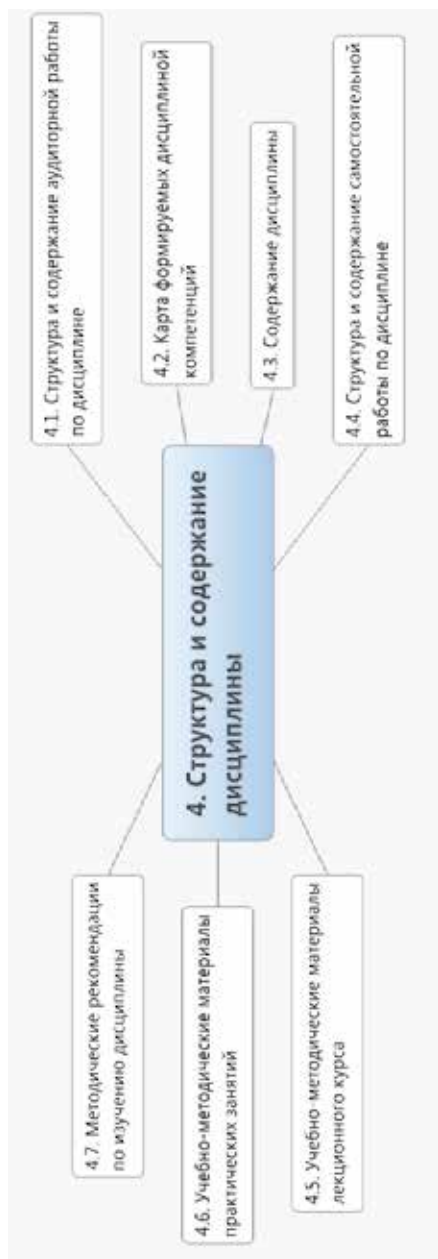 4. Структура и содержание
дисциплины
4.1. Структура и содержание аудиторной работы
по дисциплине
4.2. Карта формируемых дисциплиной
компетенций
4.3. Содержание дисциплины
4.4. Структура и содержание самостоятельной
работы по дисциплине
4.5. Учебно-методические материалы
лекционного курса
4.6. Учебно-методические материалы
практических занятий
4.7. Методические рекомендации
по изучению дисциплины